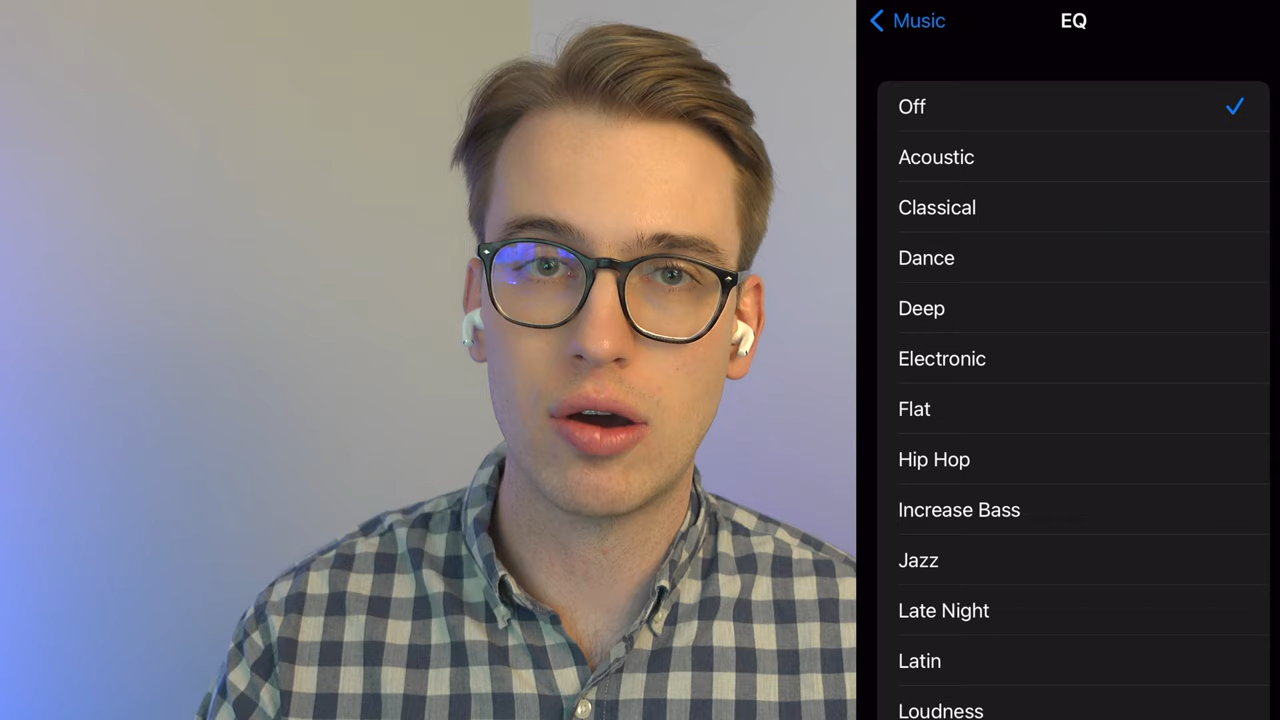 Music
EQ
Off
Acoustic
Classical
Dance
Deep
Electronic
Flat
Hip Hop
Increase Bass
Jazz
Late Night
Latin
Loudness